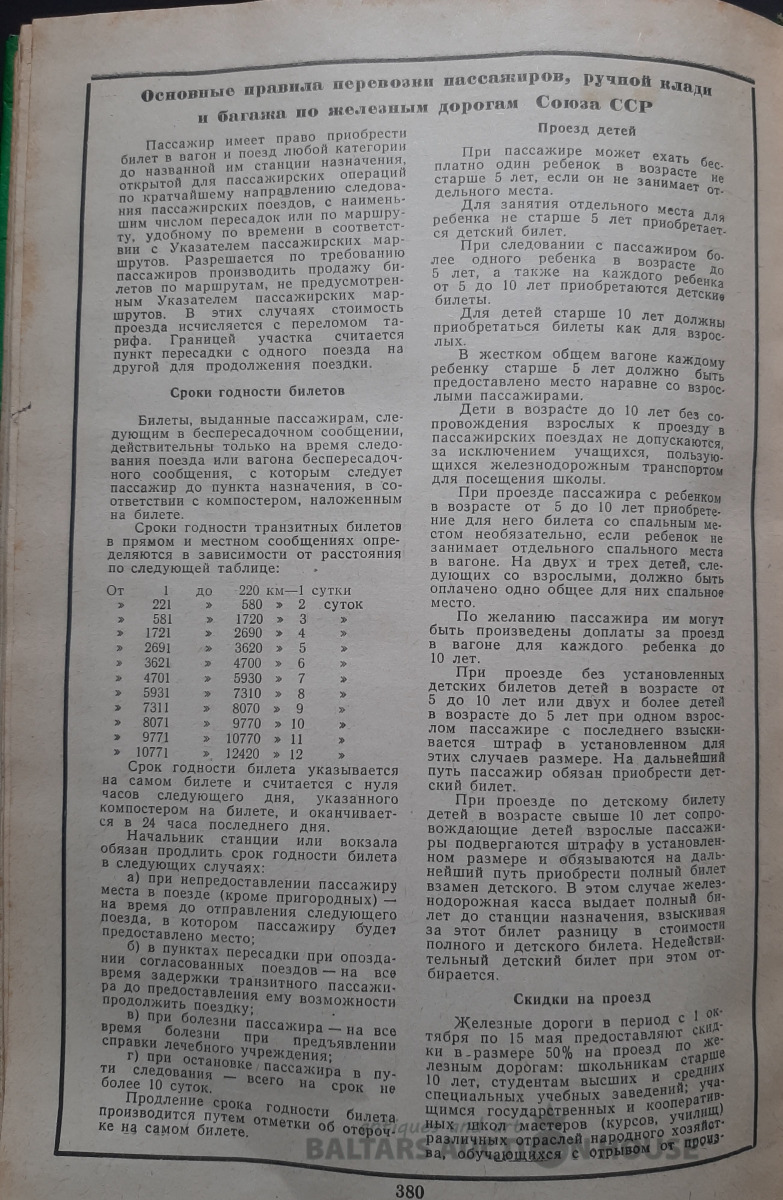 Основные правила перевозки пассажиров, ручной клади
и багажа по железным дорогам Союза ССР
Пассажир имеет право приобрести
билет в вагон и поезд любой категории
до названной им станции назначения,
открытой для пассажирских операций
по кратчайшему направлению следова-
ния пассажирских поездов, с наимень-
шим числом пересадок или по маршру-
ту, удобному по времени в соответст-
вии с Указателем пассажирских мар-
шрутов. Разрешается по требованию
пассажиров производить продажу би-
летов по маршрутам, не предусмотрен-
ным Указателем пассажирских мар-
шрутов. В этих случаях стоимость
проезда исчисляется с переломом та-
рифа. Границей участка считается
пункт пересадки с одного поезда на
другой для продолжения поездки.
Сроки годности билетов
Билеты, выданные пассажирам, сле-
дующим в беспересадочном сообщении,
действительны только на время следо-
вания поезда или вагона беспересадоч-
ного сообщения, с которым следует
пассажир до пункта назначения, в со-
ответствии с компостером, наложенным
на билете.
Сроки годности транзитных билетов
в прямом и местном сообщениях опре-
деляются в зависимости от расстояния
по следующей таблице:
От 1 до 220 км—1 сутки
» 221 » 580 » 2 суток
» 581 » 1720 » 3 »
» 1721 » 2690 » 4 »
» 2691 » 3620 » 5 »
» 3621 » 4700 » 6 »
» 4701 » 5930 » 7 »
» 5931 » 7310 » 8 »
» 7311 » 8070 » 9 »
» 8071 » 9770 » 10 »
» 9771 » 10770 » 11 »
» 10771 » 12420 » 12 »
Срок годности билета указывается
на самом билете и считается с нуля
часов следующего дня, указанного
компостером на билете, и оканчивает-
ся в 24 часа последнего дня.
Начальник станции или вокзала
обязан продлить срок годности билета
в следующих случаях:
а) при непредоставлении пассажиру
места в поезде (кроме пригородных) —
на время до отправления следующего
поезда, в котором пассажиру будет
предоставлено место;
б) в пунктах пересадки при опозда-
нии согласованных поездов — на все
время задержки транзитного пассажи-
ра до предоставления ему возможности
продолжить поездку;
в) при болезни пассажира — на все
время болезни при предъявлении
справки лечебного учреждения;
г) при остановке пассажира в пу-
ти следования — всего на срок не
более 10 суток.
Продление срока годности билета
производится путем отметки об отсроч-
ке на самом билете.
Проезд детей
При пассажире может ехать бес-
платно один ребенок в возрасте не
старше 5 лет, если он не занимает от-
дельного места.
Для занятия отдельного места для
ребенка не старше 5 лет приобретает-
ся детский билет.
При следовании с пассажиром бо-
лее одного ребенка в возрасте до
5 лет, а также на каждого ребенка
от 5 до 10 лет приобретаются детские
билеты.
Для детей старше 10 лет должны
приобретаться билеты как для взрос-
лых.
В жестком общем вагоне каждому
ребенку старше 5 лет должно быть
предоставлено место наравне со взрос-
лыми пассажирами.
Дети в возрасте до 10 лет без со-
провождения взрослых к проезду в
пассажирских поездах не допускаются,
за исключением учащихся, пользую-
щихся железнодорожным транспортом
для посещения школы.
При проезде пассажира с ребенком
в возрасте от 5 до 10 лет приобрете-
ние для него билета со спальным ме-
стом необязательно, если ребенок не
занимает отдельного спального места
в вагоне. На двух и трех детей, сле-
дующих со взрослыми, должно быть
оплачено одно общее для них спальное
место.
По желанию пассажира им могут
быть произведены доплаты за проезд
в вагоне для каждого ребенка до
10 лет.
При проезде без установленных
детских билетов детей в возрасте от
5 до 10 лет или двух и более детей
в возрасте до 5 лет при одном взрос-
лом пассажире с последнего взыски-
вается штраф в установленном для
этих случаев размере. На дальнейший
путь пассажир обязан приобрести дет-
ский билет.
При проезде по детскому билету
детей в возрасте свыше 10 лет сопро-
вождающие детей взрослые пассажи-
ры подвергаются штрафу в установлен-
ном размере и обязываются на даль-
нейший путь приобрести полный билет
взамен детского. В этом случае желез-
нодорожная касса выдает полный би-
лет до станции назначения, взыскивая
за этот билет разницу в стоимости
полного и детского билета. Недействи-
тельный детский билет при этом от-
бирается.
Скидки на проезд
Железные дороги в период с 1 ок-
тября по 15 мая предоставляют скид-
ки в размере 50% на проезд по же-
лезным дорогам: школьникам старше
10 лет, студентам высших и средних
специальных учебных заведений; уча-
щимся государственных и кооператив-
ных школ мастеров (курсов, училищ)
различных отраслей народного хозяйст-
ва, обучающихся с отрывом от произ-
BALTARS AUCTION HOUSE
380